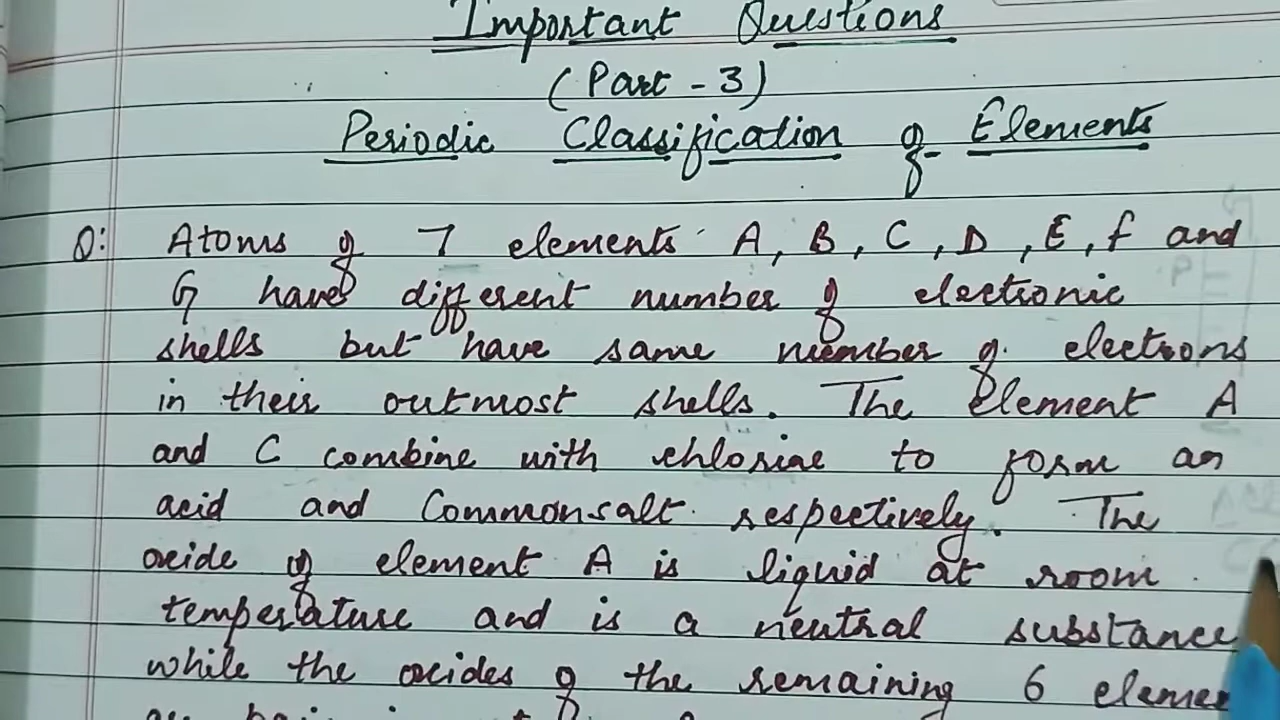 Important Questions
(Part - 3)
Periodic Classification of Elements
Q: Atoms of 7 elements A, B, C, D, E, f and
G have different number of electronic
shells but have same number of electrons
in their outmost shells. The element A
and C combine with chlorine to form an
acid and Commonsalt respectively. The
oxide of element A is liquid at room
temperature and is a neutral substance
while the oxides of the remaining 6